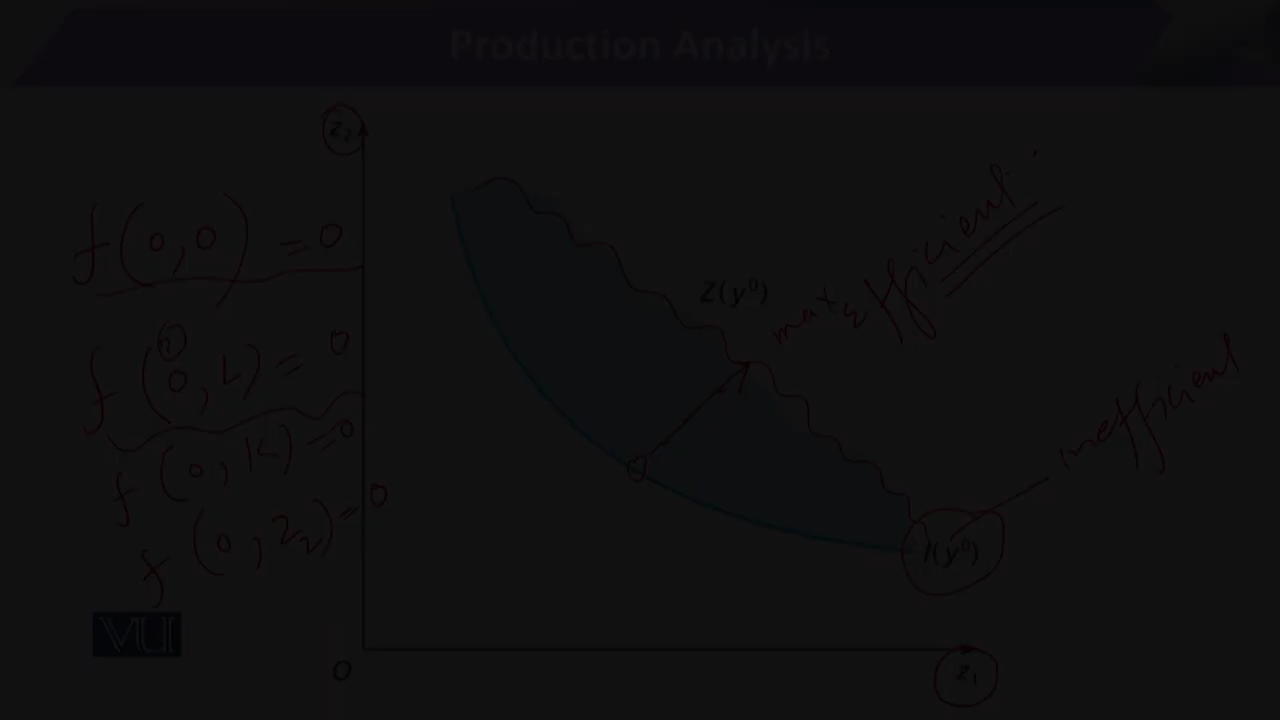 Production Analysis
z₂
f(0,0) = 0
Z(y⁰)
efficient
f(0,L) = 0
inefficient
f(0,K) = 0
f(0,Z₂) = 0
I(y⁰)
VU
0
z₁